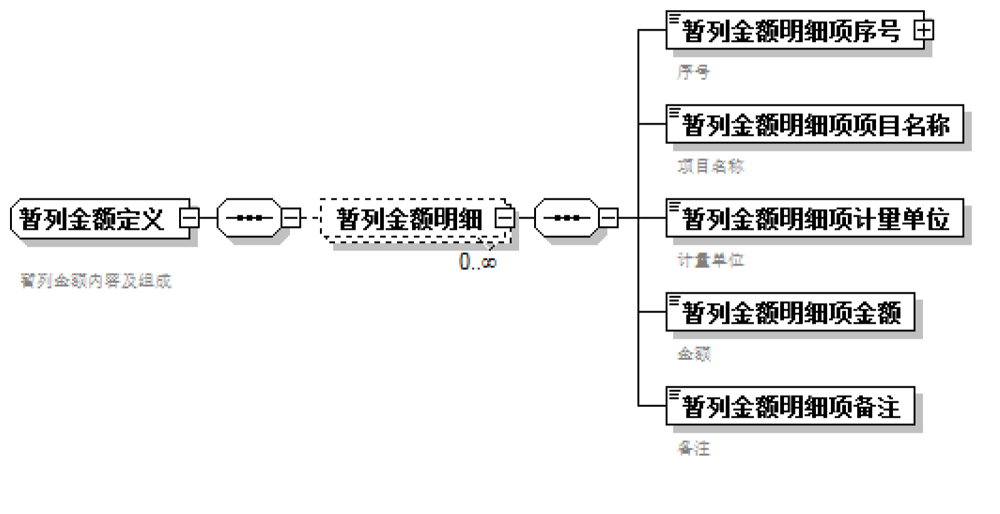 暂列金额明细项序号
序号
暂列金额明细项项目名称
项目名称
暂列金额定义
暂列金额明细
0..∞
暂列金额内容及组成
暂列金额明细项计量单位
计量单位
暂列金额明细项金额
金额
暂列金额明细项备注
备注